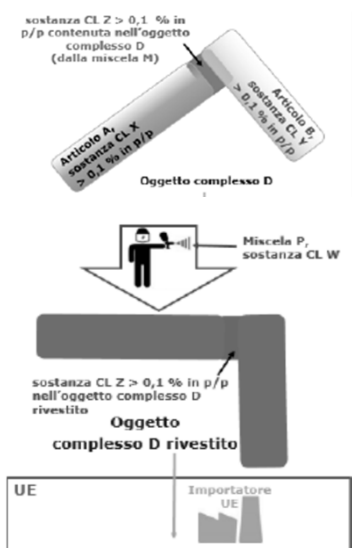 sostanza CL Z > 0,1 % in
p/p contenuta nell'oggetto
complesso D
(dalla miscela M)
Articolo A,
sostanza CL X
> 0,1 % in p/p
Articolo B,
sostanza CL Y
> 0,1 % in p/p
Oggetto complesso D
Miscela P,
sostanza CL W
sostanza CL Z > 0,1 % in p/p
nell'oggetto complesso D
rivestito
Oggetto
complesso D rivestito
UE
Importatore
UE